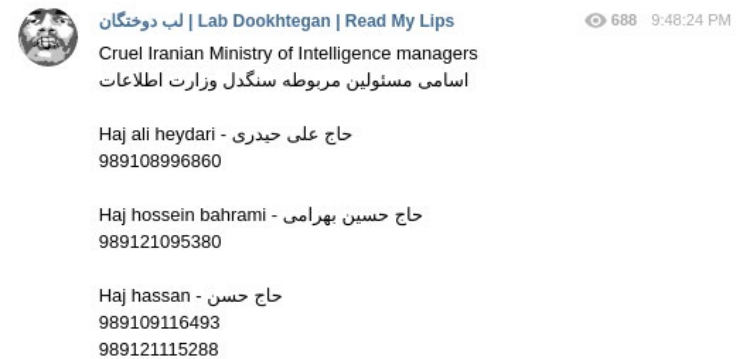 لب دوختگان | Lab Dookhtegan | Read My Lips
688 9:48:24 PM
Cruel Iranian Ministry of Intelligence managers
اسامی مسئولین مربوطه سنگدل وزارت اطلاعات
Haj ali heydari - حاج علی حیدری
989108996860
Haj hossein bahrami - حاج حسین بهرامی
989121095380
Haj hassan - حاج حسن
989109116493
989121115288